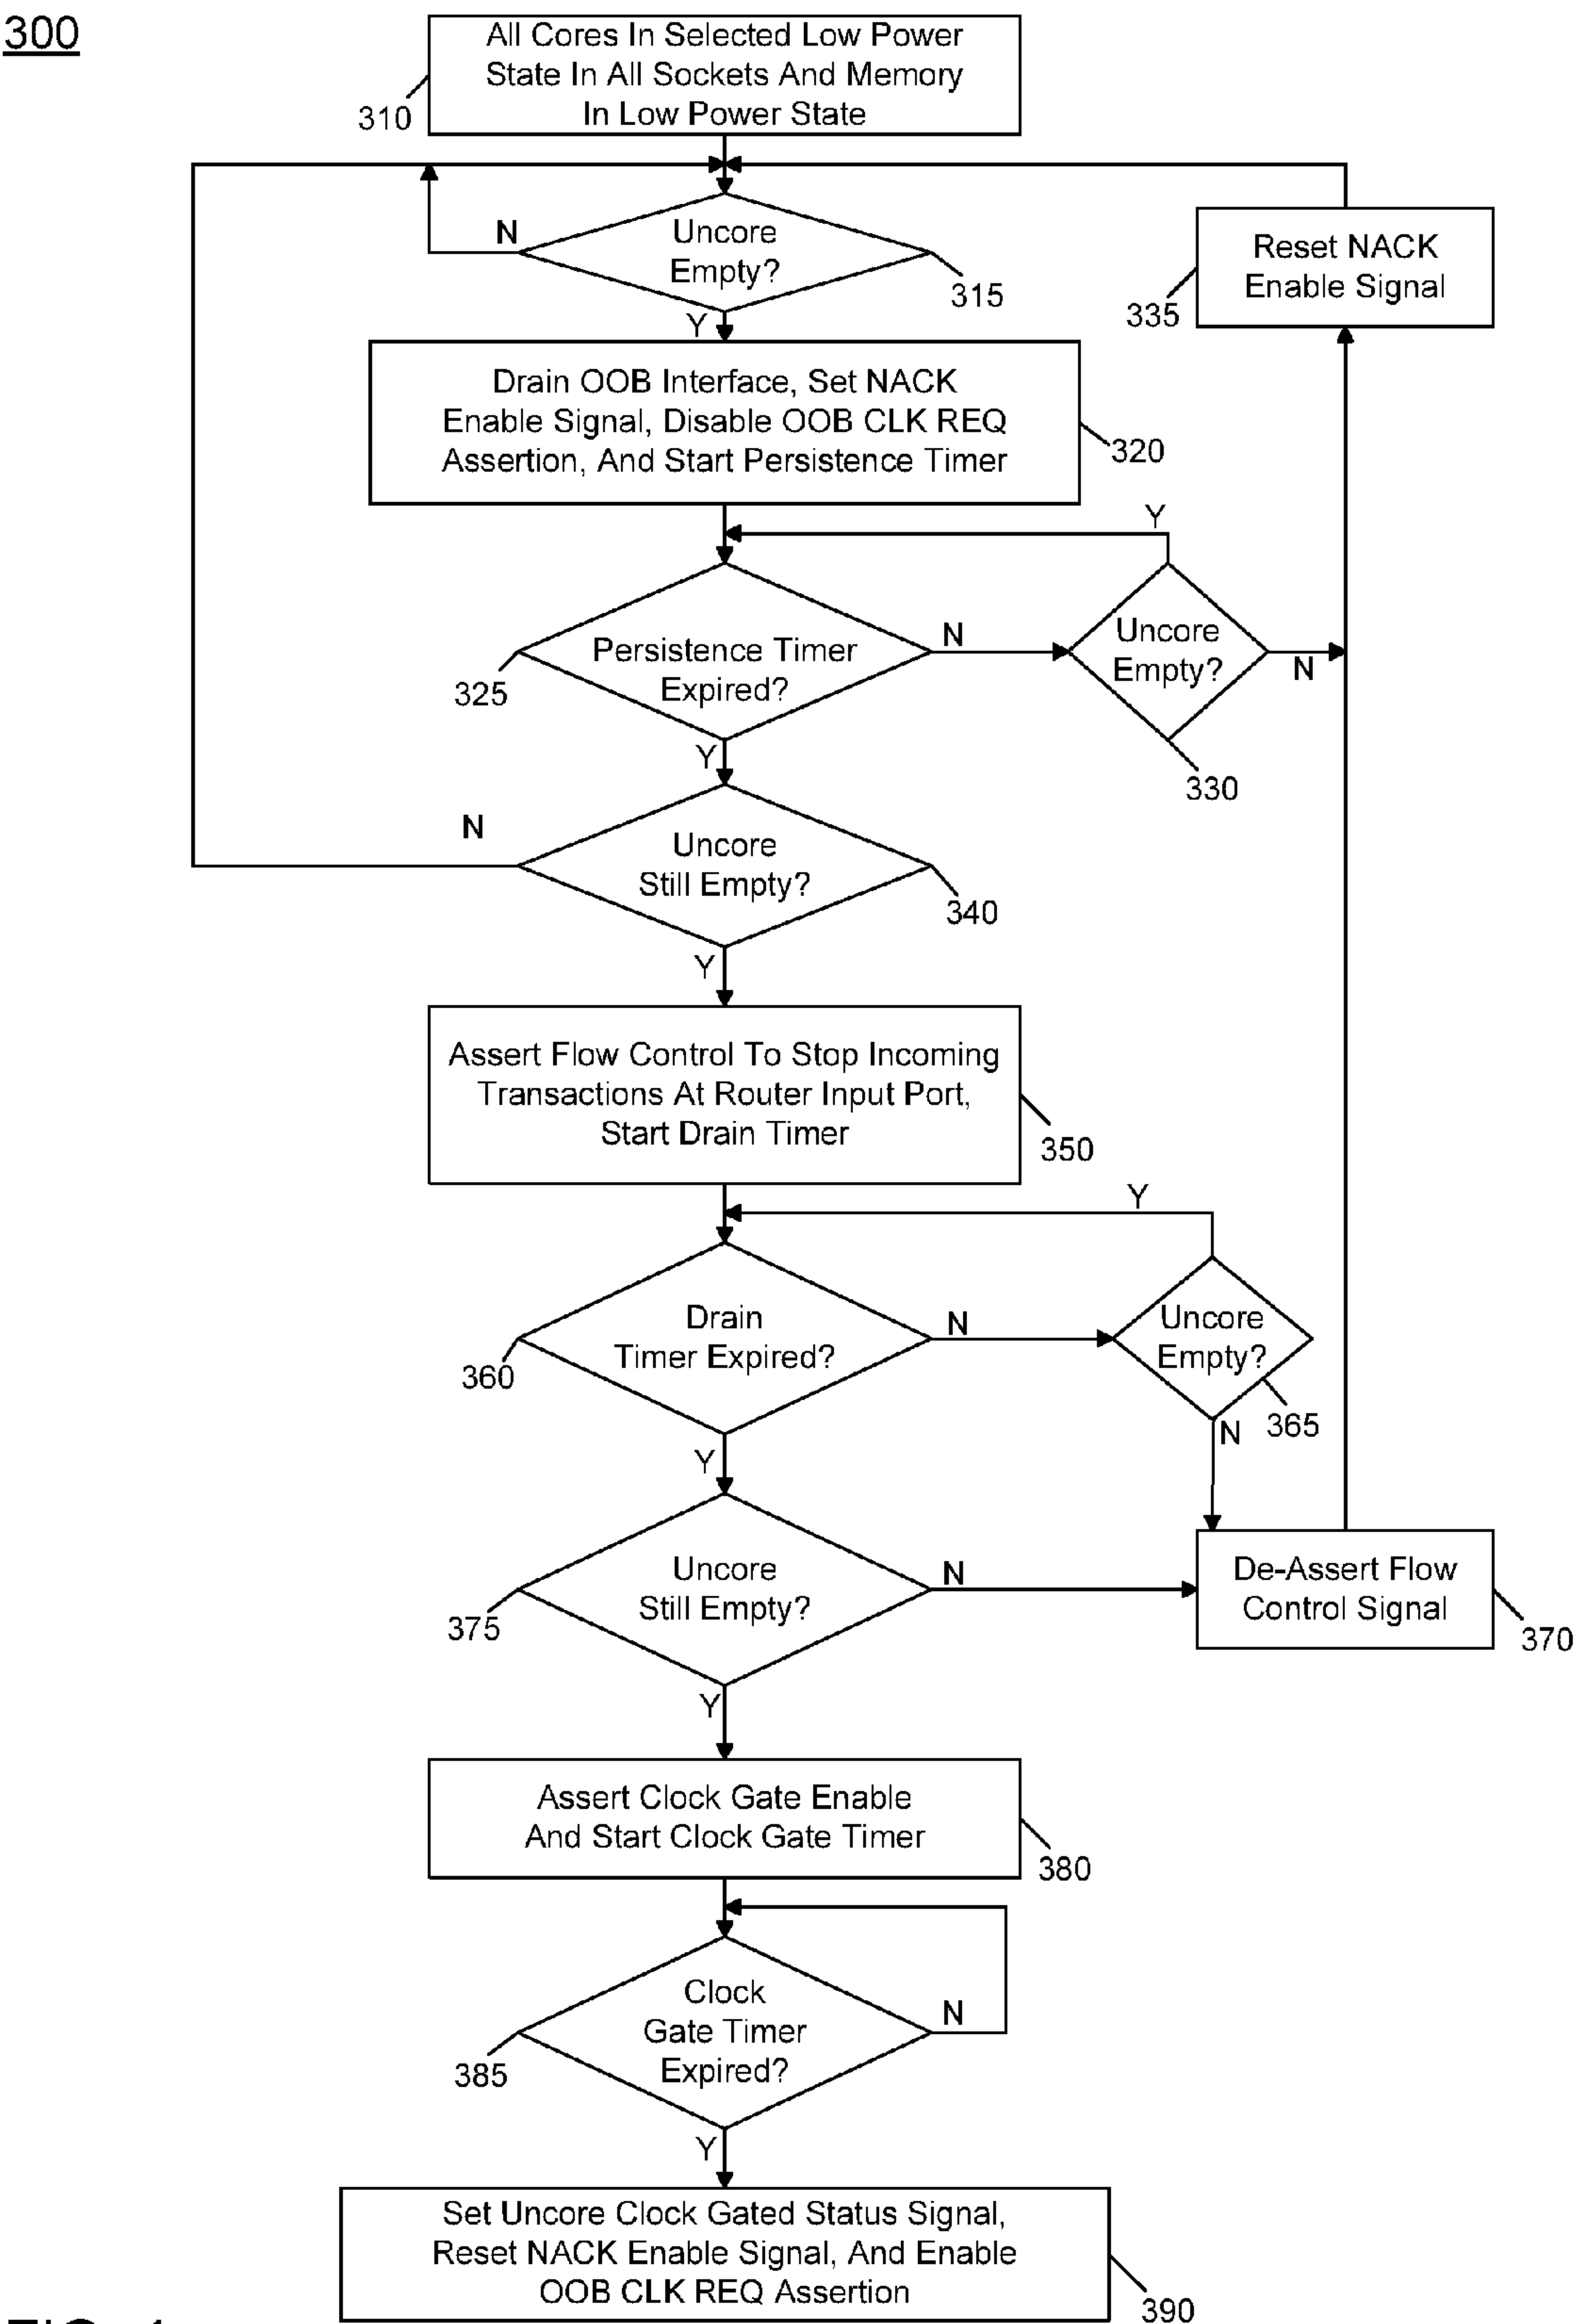 300
All Cores In Selected Low Power
State In All Sockets And Memory
In Low Power State
310
N
Uncore
Empty?
315
Reset NACK
Enable Signal
335
Y
Drain OOB Interface, Set NACK
Enable Signal, Disable OOB CLK REQ
Assertion, And Start Persistence Timer
320
Y
Persistence Timer
Expired?
325
N
Uncore
Empty?
N
330
Y
N
Uncore
Still Empty?
340
Y
Assert Flow Control To Stop Incoming
Transactions At Router Input Port,
Start Drain Timer
350
Y
Drain
Timer Expired?
360
N
Uncore
Empty?
365
N
Y
Uncore
Still Empty?
375
N
De-Assert Flow
Control Signal
370
Y
Assert Clock Gate Enable
And Start Clock Gate Timer
380
Clock
Gate Timer
Expired?
385
N
Y
Set Uncore Clock Gated Status Signal,
Reset NACK Enable Signal, And Enable
OOB CLK REQ Assertion
390